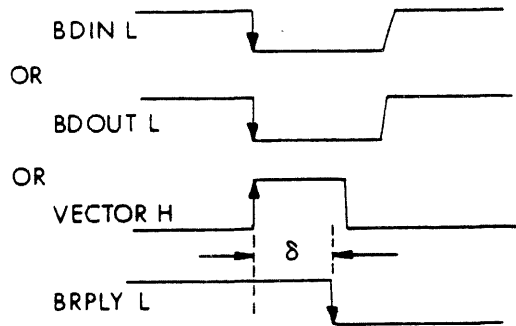 BDIN L
OR
BDOUT L
OR
VECTOR H
δ
BRPLY L